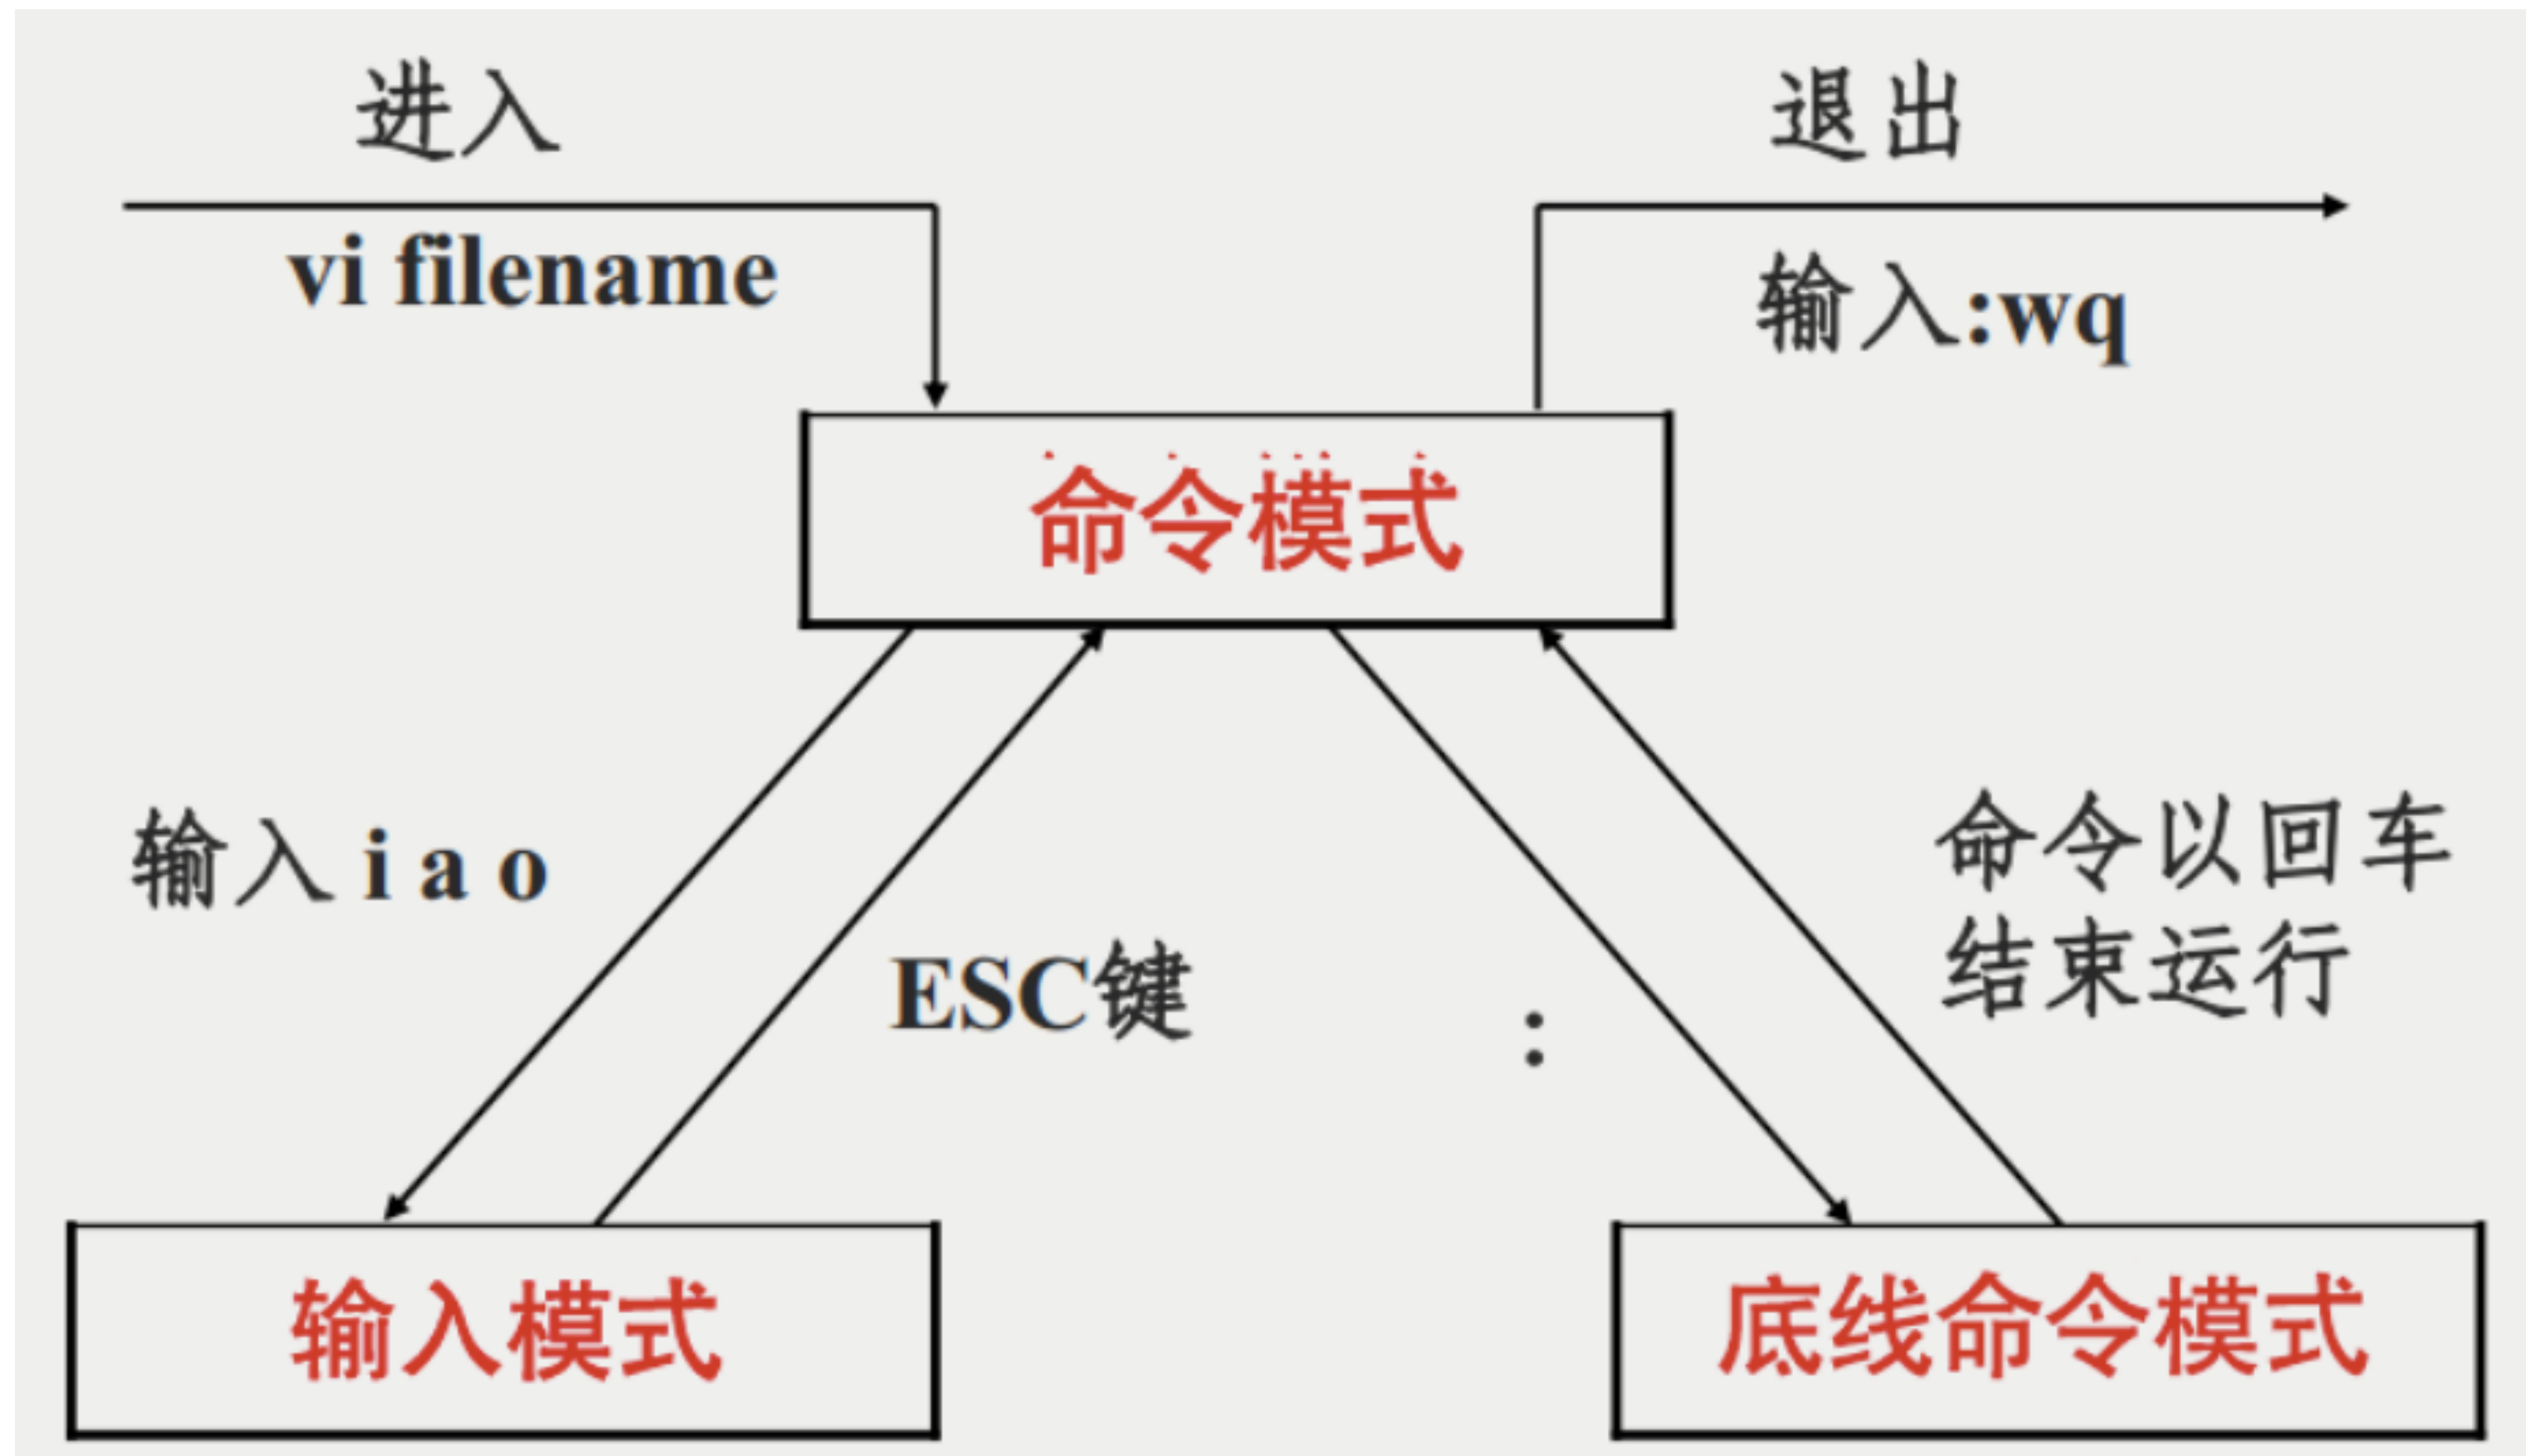 进入
退出
vi filename
输入:wq
命令模式
输入 i a o
命令以回车
结束运行
ESC键
:
输入模式
底线命令模式